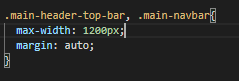 .main-header-top-bar, .main-navbar{
max-width: 1200px;
margin: auto;
}